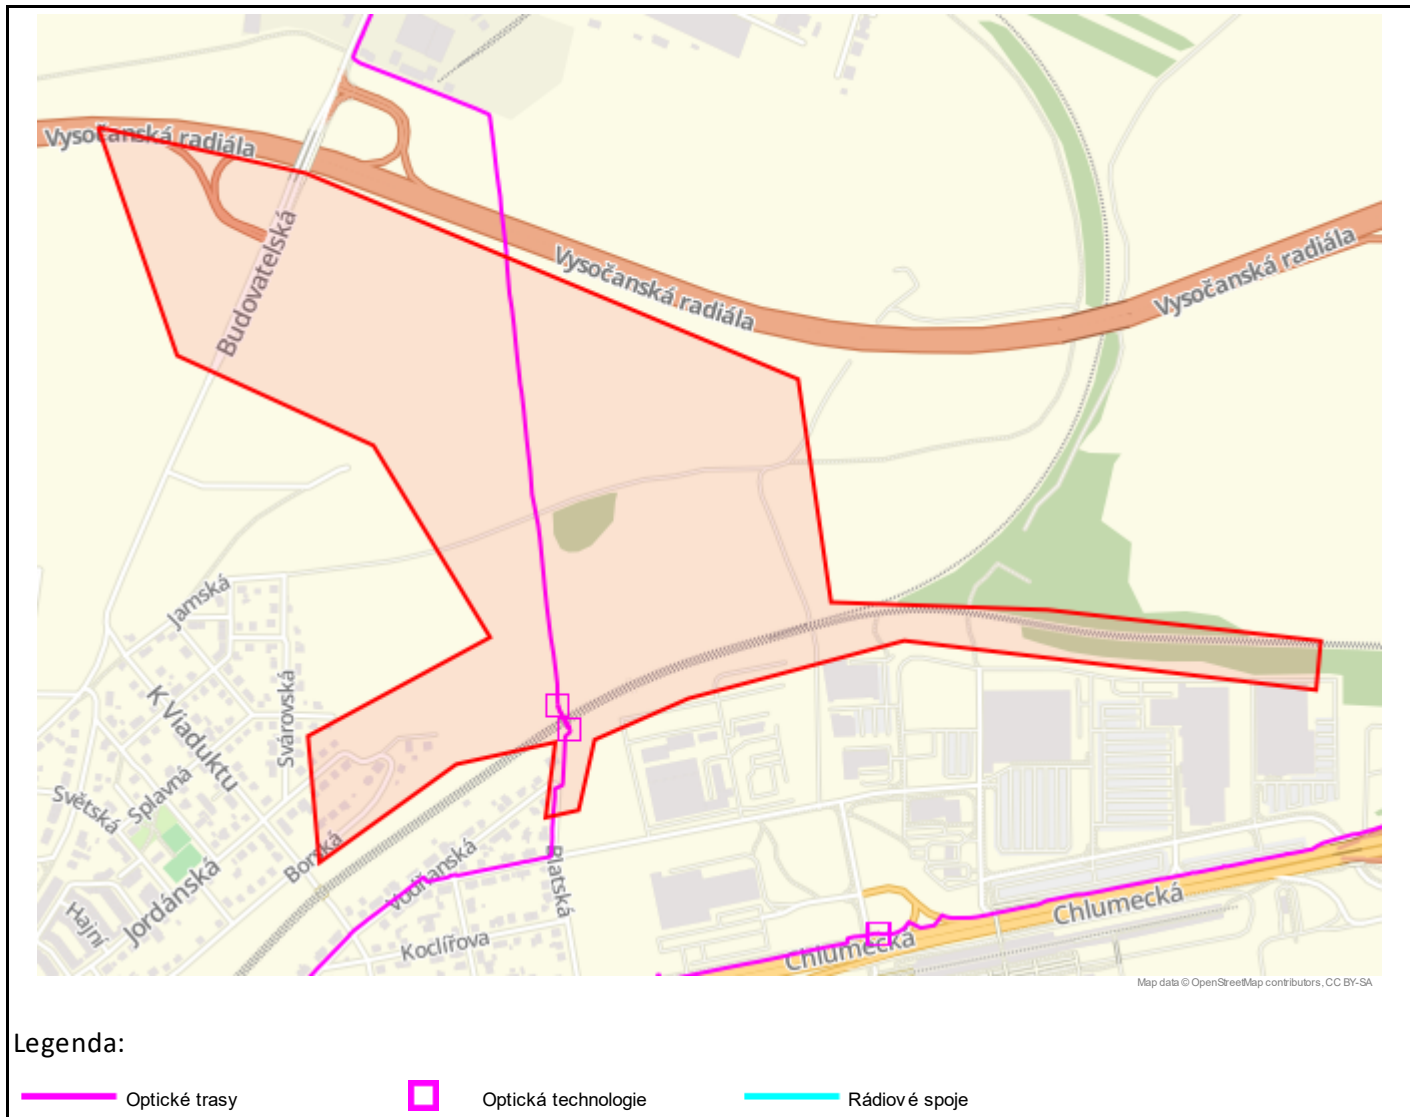 Vysočanská radiála
Budovatelská
Vysočanská radiála
Vysočanská radiála
Jamská
K Viaduktu
Svárovská
Splavná
Světská
Borská
Jordánská
Hajní
Vodňanská
Platská
Koclířova
Chlumecká
Chlumecká
Map data © OpenStreetMap contributors, CC BY-SA
Legenda:
Optické trasy
Optická technologie
Rádiové spoje